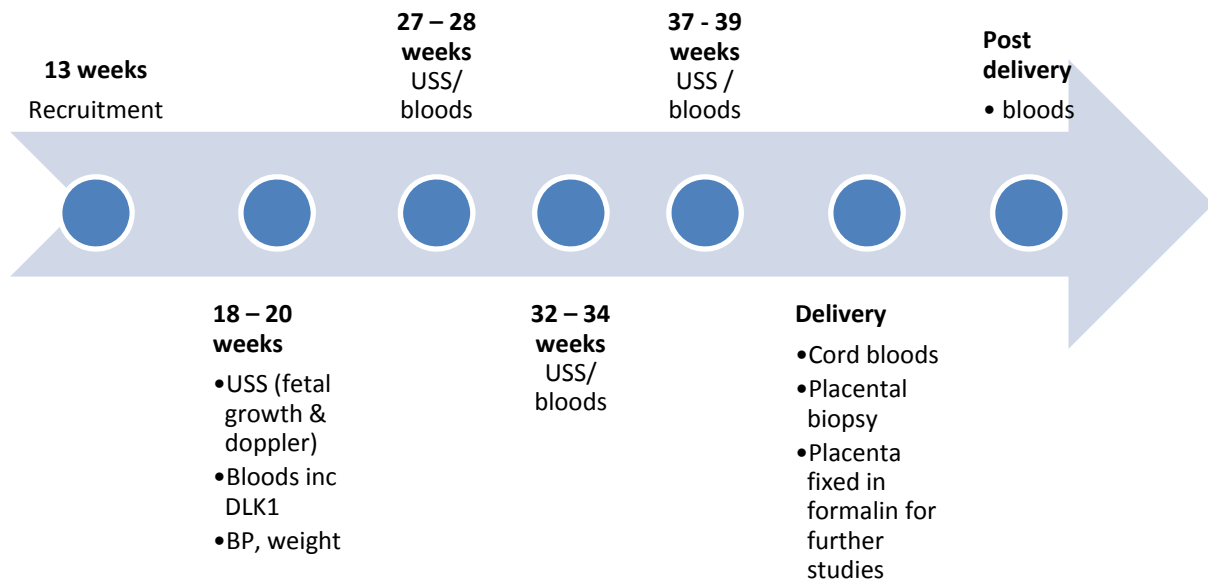 13 weeks
Recruitment
18 – 20
weeks
•USS (fetal
growth &
doppler)
•Bloods inc
DLK1
•BP, weight
27 – 28
weeks
USS/
bloods
32 – 34
weeks
USS/
bloods
37 - 39
weeks
USS /
bloods
Delivery
•Cord bloods
•Placental
biopsy
•Placenta
fixed in
formalin for
further
studies
Post
delivery
• bloods